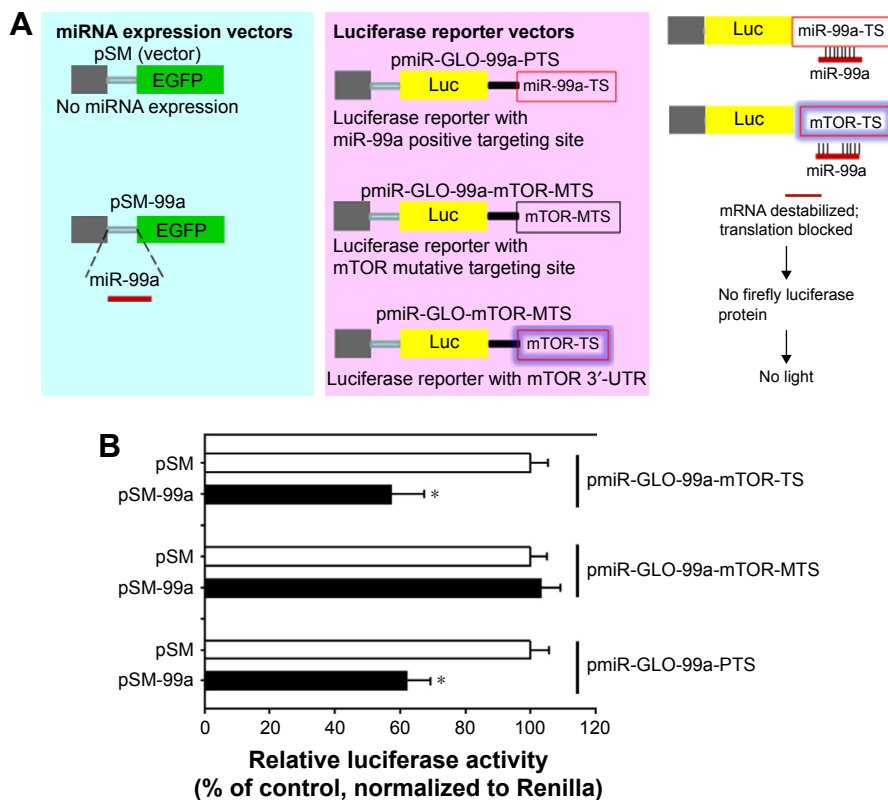 A
miRNA expression vectors
pSM (vector)
EGFP
No miRNA expression
pSM-99a
EGFP
miR-99a
Luciferase reporter vectors
pmiR-GLO-99a-PTS
Luc
miR-99a-TS
Luciferase reporter with
miR-99a positive targeting site
pmiR-GLO-99a-mTOR-MTS
Luc
mTOR-MTS
Luciferase reporter with
mTOR mutative targeting site
pmiR-GLO-mTOR-MTS
Luc
mTOR-TS
Luciferase reporter with mTOR 3′-UTR
Luc
miR-99a-TS
miR-99a
Luc
mTOR-TS
miR-99a
mRNA destabilized;
translation blocked
No firefly luciferase
protein
No light
B
pSM
pSM-99a
*
pmiR-GLO-99a-mTOR-TS
pSM
pSM-99a
pmiR-GLO-99a-mTOR-MTS
pSM
pSM-99a
*
pmiR-GLO-99a-PTS
0 20 40 60 80 100 120
Relative luciferase activity
(% of control, normalized to Renilla)